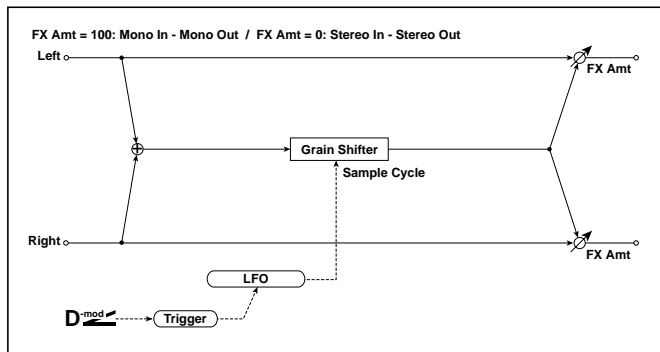 FX Amt = 100: Mono In - Mono Out / FX Amt = 0: Stereo In - Stereo Out
Left
FX Amt
Grain Shifter
Sample Cycle
Right
FX Amt
LFO
D-mod
Trigger